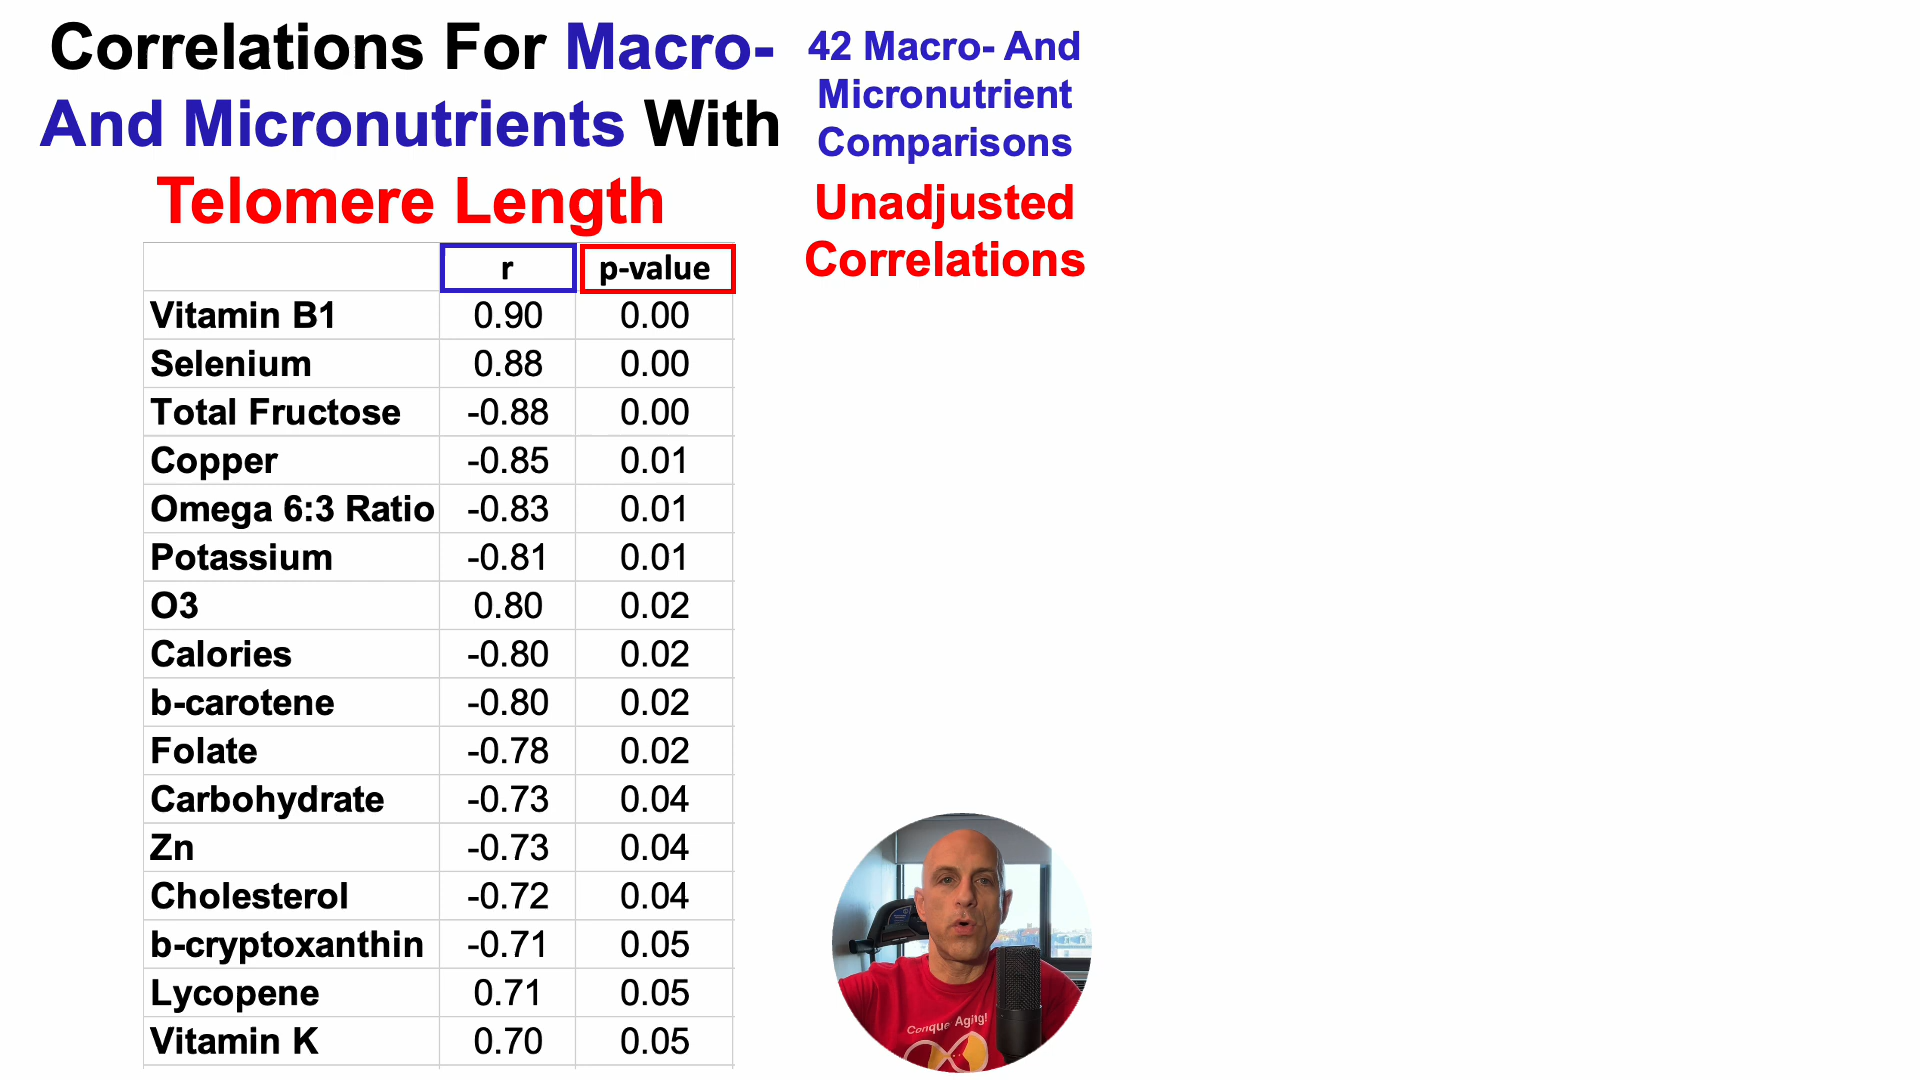 Correlations For Macro-
And Micronutrients With
Telomere Length
42 Macro- And
Micronutrient
Comparisons
Unadjusted
Correlations
r p-value
Vitamin B1 0.90 0.00
Selenium 0.88 0.00
Total Fructose -0.88 0.00
Copper -0.85 0.01
Omega 6:3 Ratio -0.83 0.01
Potassium -0.81 0.01
O3 0.80 0.02
Calories -0.80 0.02
b-carotene -0.80 0.02
Folate -0.78 0.02
Carbohydrate -0.73 0.04
Zn -0.73 0.04
Cholesterol -0.72 0.04
b-cryptoxanthin -0.71 0.05
Lycopene 0.71 0.05
Vitamin K 0.70 0.05
Conque Aging!